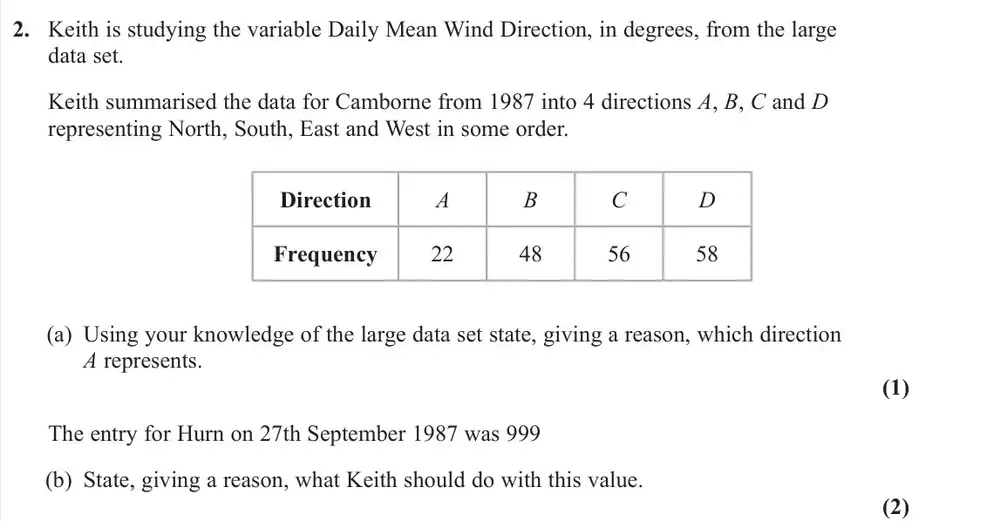 2. Keith is studying the variable Daily Mean Wind Direction, in degrees, from the large
data set.
Keith summarised the data for Camborne from 1987 into 4 directions A, B, C and D
representing North, South, East and West in some order.
Direction A B C D
Frequency 22 48 56 58
(a) Using your knowledge of the large data set state, giving a reason, which direction
A represents.
(1)
The entry for Hurn on 27th September 1987 was 999
(b) State, giving a reason, what Keith should do with this value.
(2)